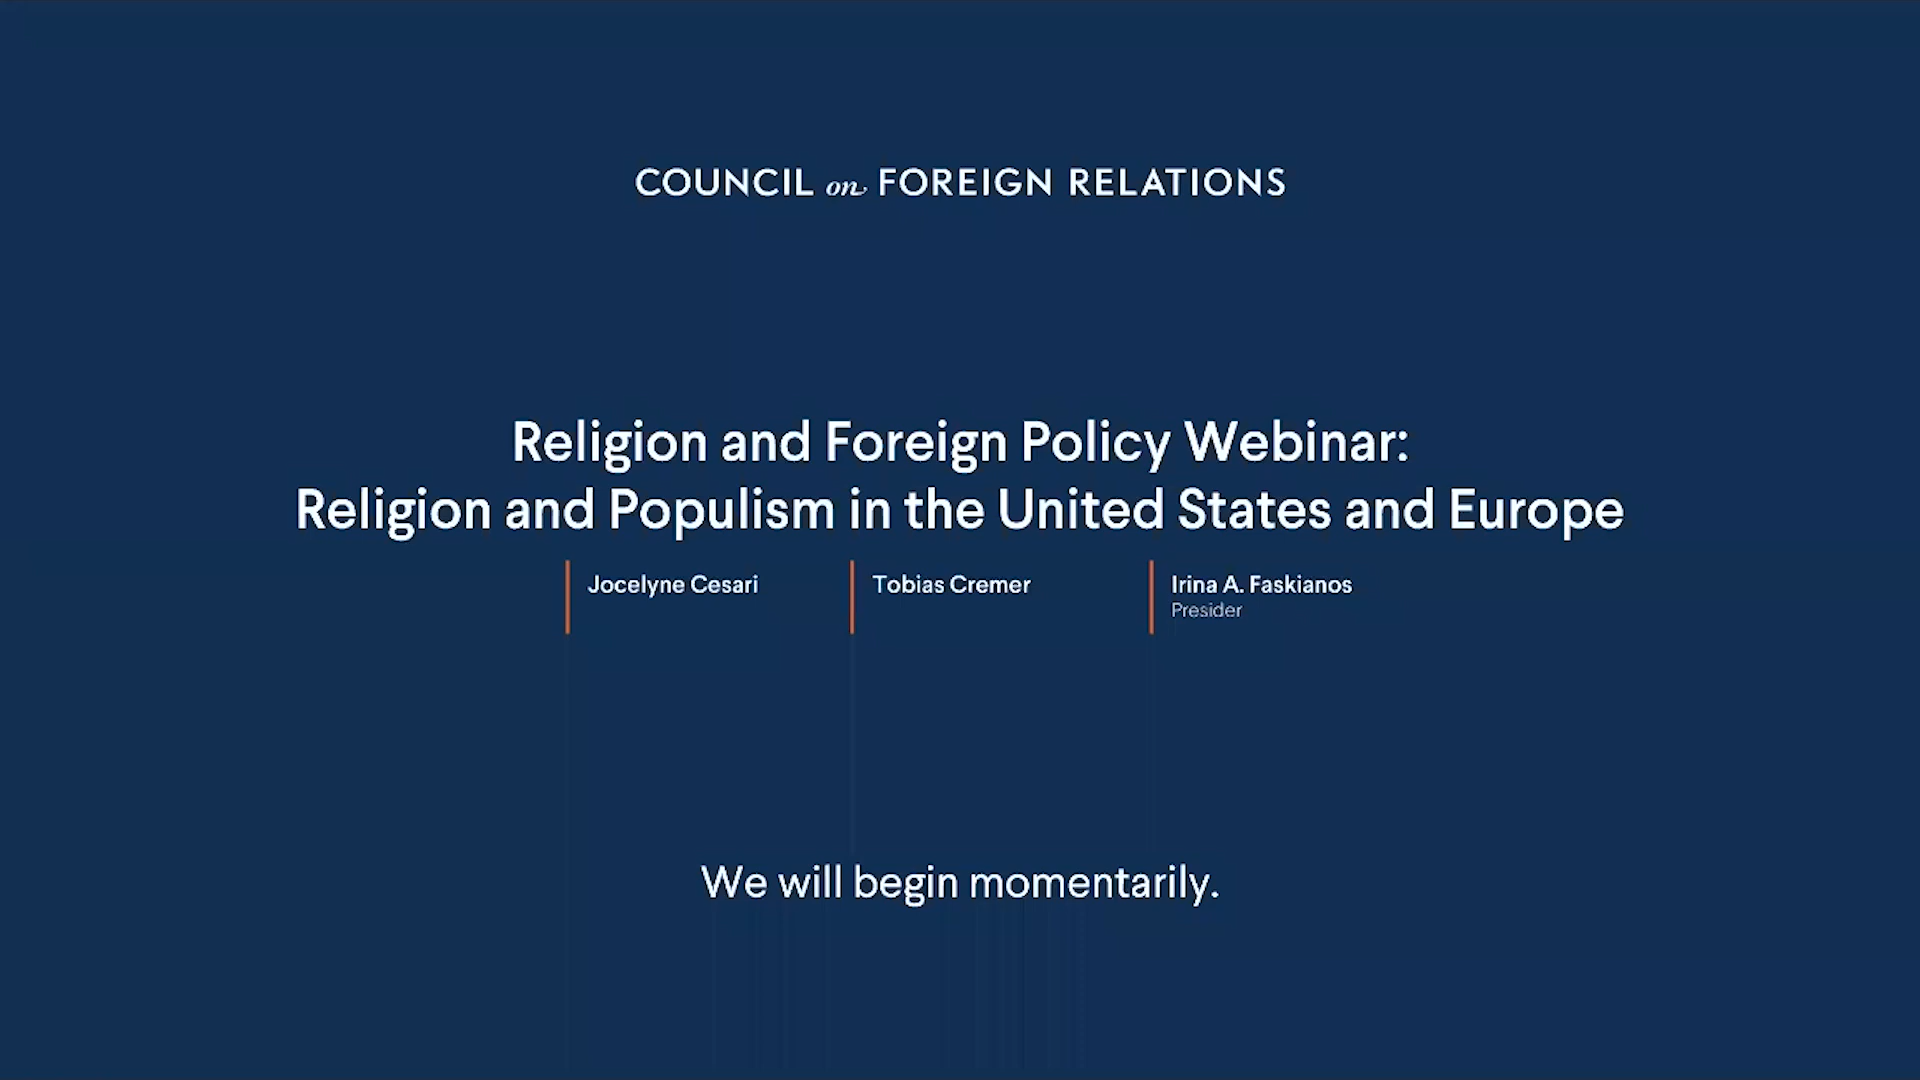 COUNCIL on FOREIGN RELATIONS
Religion and Foreign Policy Webinar:
Religion and Populism in the United States and Europe
Jocelyne Cesari
Tobias Cremer
Irina A. Faskianos
Presider
We will begin momentarily.